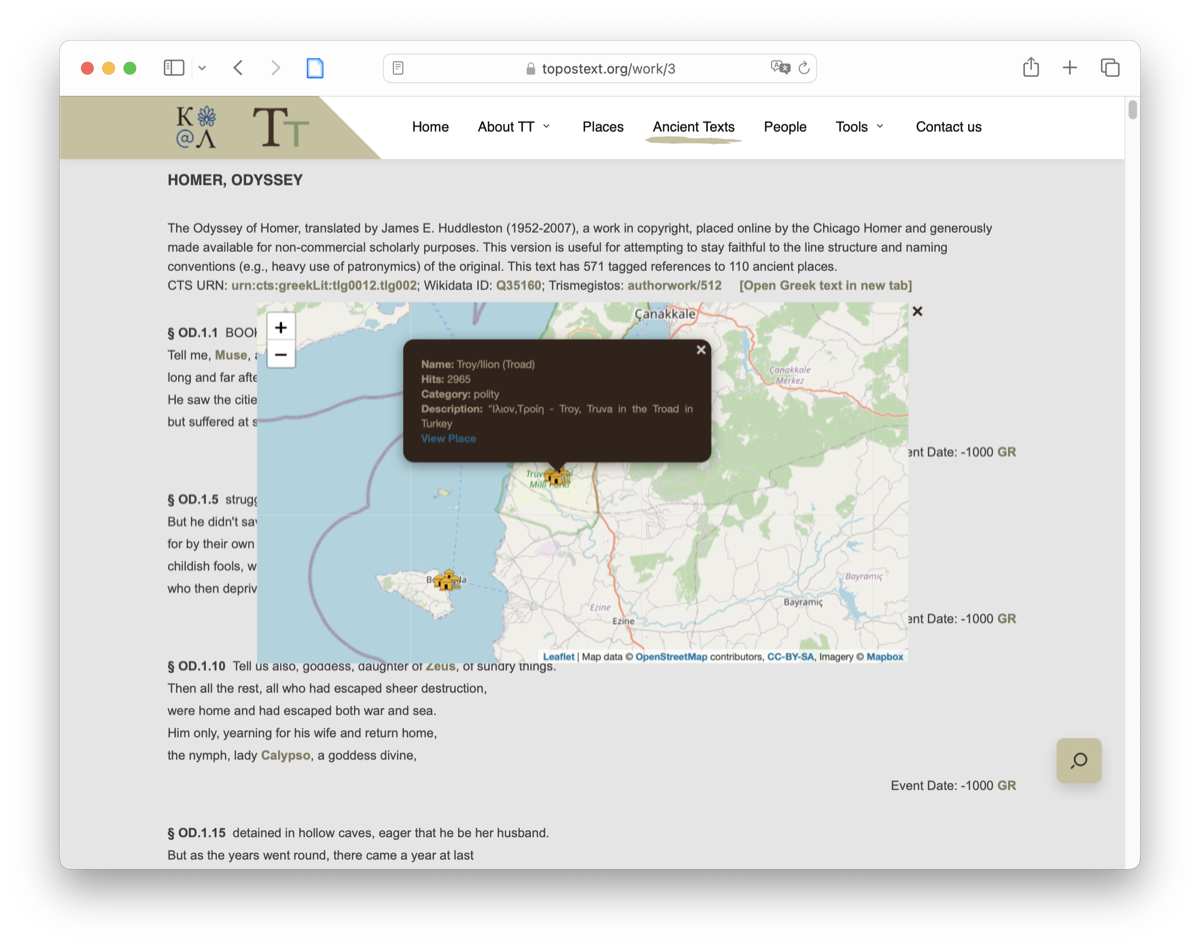 topostext.org/work/3
K
@Λ
TT
Home About TT Places Ancient Texts People Tools Contact us
HOMER, ODYSSEY
The Odyssey of Homer, translated by James E. Huddleston (1952-2007), a work in copyright, placed online by the Chicago Homer and generously
made available for non-commercial scholarly purposes. This version is useful for attempting to stay faithful to the line structure and naming
conventions (e.g., heavy use of patronymics) of the original. This text has 571 tagged references to 110 ancient places.
CTS URN: urn:cts:greekLit:tlg0012.tlg002; Wikidata ID: Q35160; Trismegistos: authorwork/512 [Open Greek text in new tab]
+
−
Çanakkale
Çanakkale
Merkez
Name: Troy/Ilion (Troad)
Hits: 2965
Category: polity
Description: Ἴλιον,Τροίη - Troy, Truva in the Troad in
Turkey
View Place
Bayramiç
Bayramiç
Ezine
Ezine
Leaflet | Map data © OpenStreetMap contributors, CC-BY-SA, Imagery © Mapbox
§ OD.1.1 BOO
Tell me, Muse,
long and far afte
He saw the citie
but suffered at s
ent Date: -1000 GR
§ OD.1.5 strugg
But he didn't sa
for by their own
childish fools, w
who then depriv
ent Date: -1000 GR
§ OD.1.10 Tell us also, goddess, daughter of Zeus, of sundry things.
Then all the rest, all who had escaped sheer destruction,
were home and had escaped both war and sea.
Him only, yearning for his wife and return home,
the nymph, lady Calypso, a goddess divine,
Event Date: -1000 GR
§ OD.1.15 detained in hollow caves, eager that he be her husband.
But as the years went round, there came a year at last